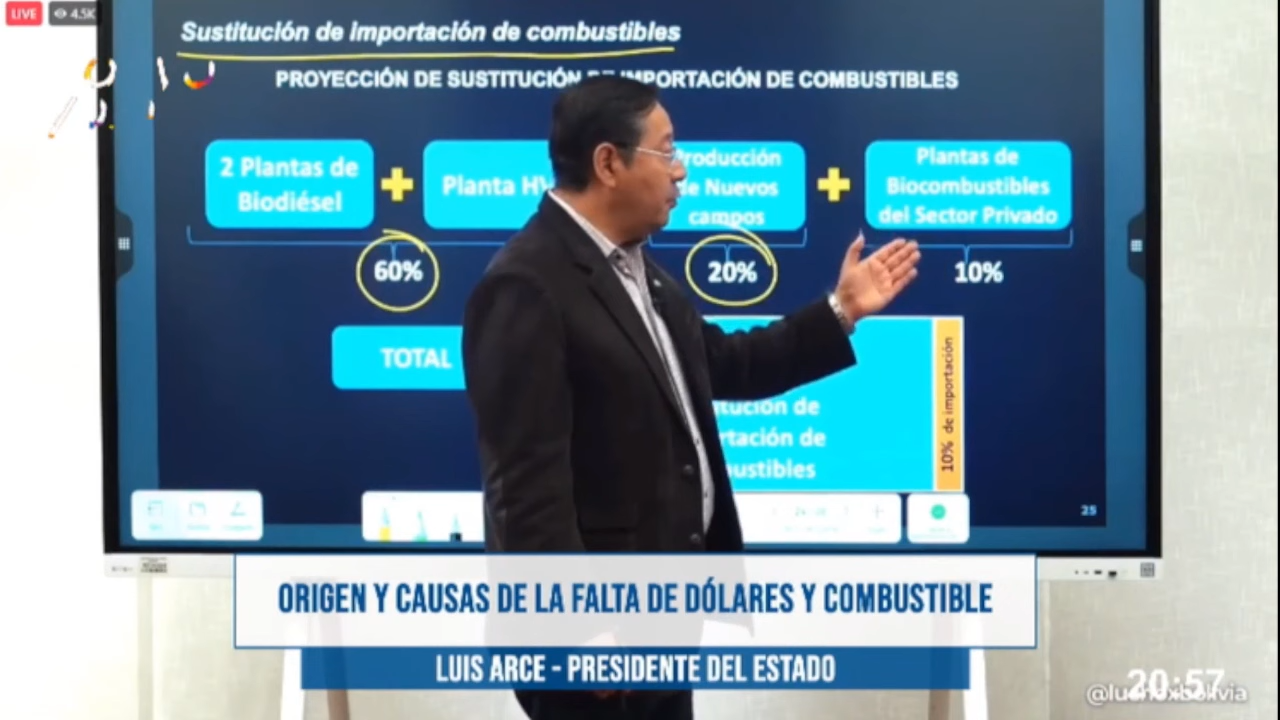 LIVE 4.5K
Sustitución de importación de combustibles
PROYECCIÓN DE SUSTITUCIÓN DE IMPORTACIÓN DE COMBUSTIBLES
2 Plantas de
Biodiésel
+
Planta HV
+
Producción
de Nuevos
campos
Plantas de
Biocombustibles
del Sector Privado
60%
20%
10%
TOTAL
10% de importación
25
ORIGEN Y CAUSAS DE LA FALTA DE DÓLARES Y COMBUSTIBLE
LUIS ARCE - PRESIDENTE DEL ESTADO
20:57
@luchoxbolivia